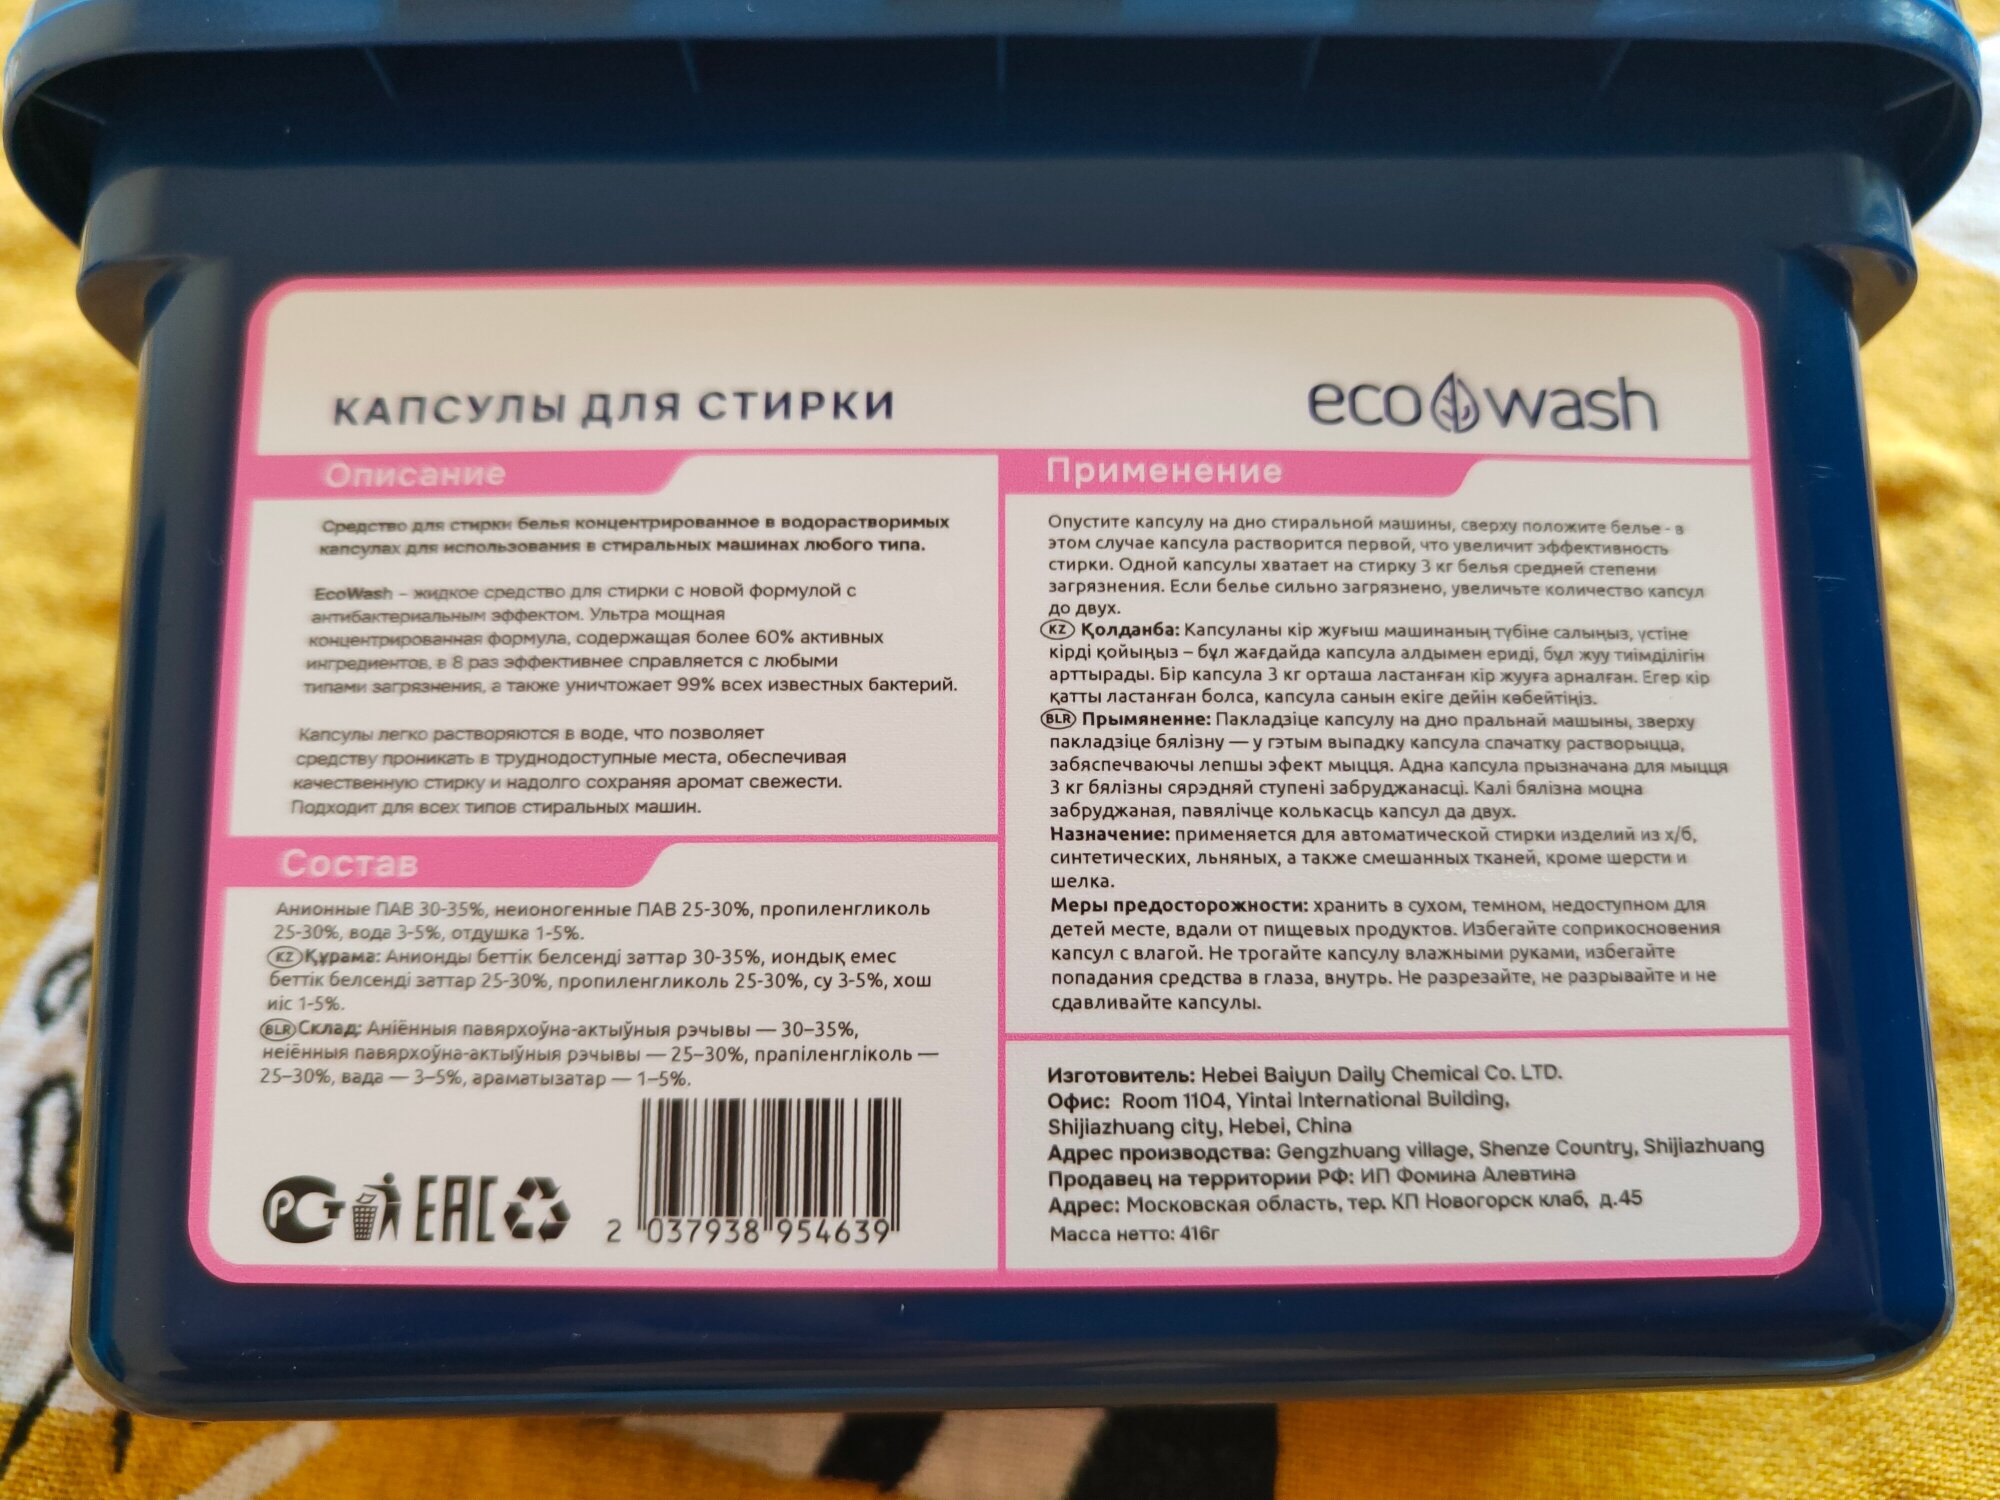 КАПСУЛЫ ДЛЯ СТИРКИ
eco wash
Описание
Средство для стирки белья концентрированное в водорастворимых
капсулах для использования в стиральных машинах любого типа.
EcoWash – жидкое средство для стирки с новой формулой с
антибактериальным эффектом. Ультра мощная
концентрированная формула, содержащая более 60% активных
ингредиентов, в 8 раз эффективнее справляется с любыми
типами загрязнения, а также уничтожает 99% всех известных бактерий.
Капсулы легко растворяются в воде, что позволяет
средству проникать в труднодоступные места, обеспечивая
качественную стирку и надолго сохраняя аромат свежести.
Подходит для всех типов стиральных машин.
Состав
Анионные ПАВ 30-35%, неионогенные ПАВ 25-30%, пропиленгликоль
25-30%, вода 3-5%, отдушка 1-5%.
KZ Құрама: Анионды беттік белсенді заттар 30-35%, иондық емес
беттік белсенді заттар 25-30%, пропиленгликоль 25-30%, су 3-5%, хош
иіс 1-5%.
BLR Склад: Аніённыя павярхоўна-актыўныя рэчывы — 30–35%,
неіённыя павярхоўна-актыўныя рэчывы — 25–30%, прапіленгліколь —
25–30%, вада — 3–5%, араматызатар — 1–5%.
РСТ
EAC
2 037938 954639
Применение
Опустите капсулу на дно стиральной машины, сверху положите белье - в
этом случае капсула растворится первой, что увеличит эффективность
стирки. Одной капсулы хватает на стирку 3 кг белья средней степени
загрязнения. Если белье сильно загрязнено, увеличьте количество капсул
до двух.
KZ Қолданба: Капсуланы кір жуғыш машинаның түбіне салыңыз, үстіне
кірді қойыңыз – бұл жағдайда капсула алдымен ериді, бұл жуу тиімділігін
арттырады. Бір капсула 3 кг орташа ластанған кір жууға арналған. Егер кір
қатты ластанған болса, капсула санын екіге дейін көбейтіңіз.
BLR Прымяненне: Пакладзіце капсулу на дно пральнай машыны, зверху
пакладзіце бялізну — у гэтым выпадку капсула спачатку растворыцца,
забяспечваючы лепшы эфект мыцця. Адна капсула прызначана для мыцця
3 кг бялізны сярэдняй ступені забруджанасці. Калі бялізна моцна
забруджаная, павялічце колькасць капсул да двух.
Назначение: применяется для автоматической стирки изделий из х/б,
синтетических, льняных, а также смешанных тканей, кроме шерсти и
шелка.
Меры предосторожности: хранить в сухом, темном, недоступном для
детей месте, вдали от пищевых продуктов. Избегайте соприкосновения
капсул с влагой. Не трогайте капсулу влажными руками, избегайте
попадания средства в глаза, внутрь. Не разрезайте, не разрывайте и не
сдавливайте капсулы.
Изготовитель: Hebei Baiyun Daily Chemical Co. LTD.
Офис: Room 1104, Yintai International Building,
Shijiazhuang city, Hebei, China
Адрес производства: Gengzhuang village, Shenze Country, Shijiazhuang
Продавец на территории РФ: ИП Фомина Алевтина
Адрес: Московская область, тер. КП Новогорск клаб, д.45
Масса нетто: 416г